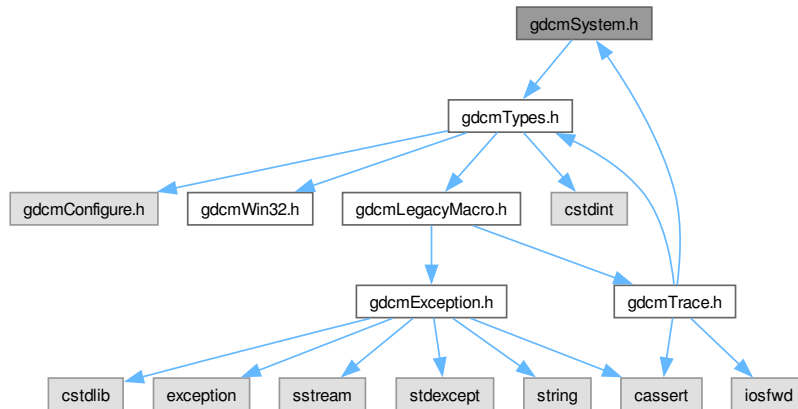 gdcmSystem.h
gdcmTypes.h
gdcmConfigure.h
gdcmWin32.h
gdcmLegacyMacro.h
cstdint
gdcmException.h
gdcmTrace.h
cstdlib
exception
sstream
stdexcept
string
cassert
iosfwd